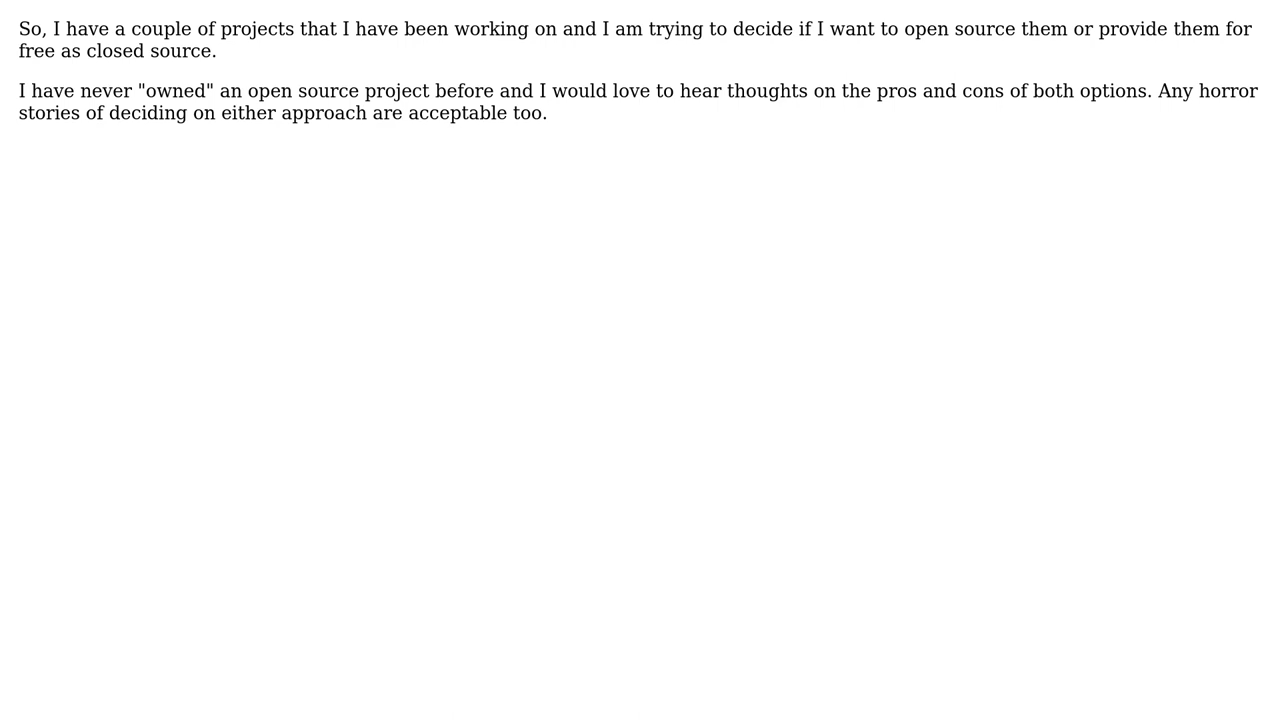 So, I have a couple of projects that I have been working on and I am trying to decide if I want to open source them or provide them for
free as closed source.
I have never "owned" an open source project before and I would love to hear thoughts on the pros and cons of both options. Any horror
stories of deciding on either approach are acceptable too.